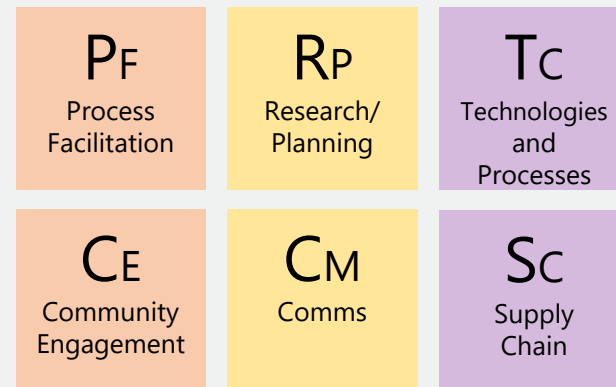 PF
Process
Facilitation
RP
Research/
Planning
TC
Technologies
and
Processes
CE
Community
Engagement
CM
Comms
SC
Supply
Chain